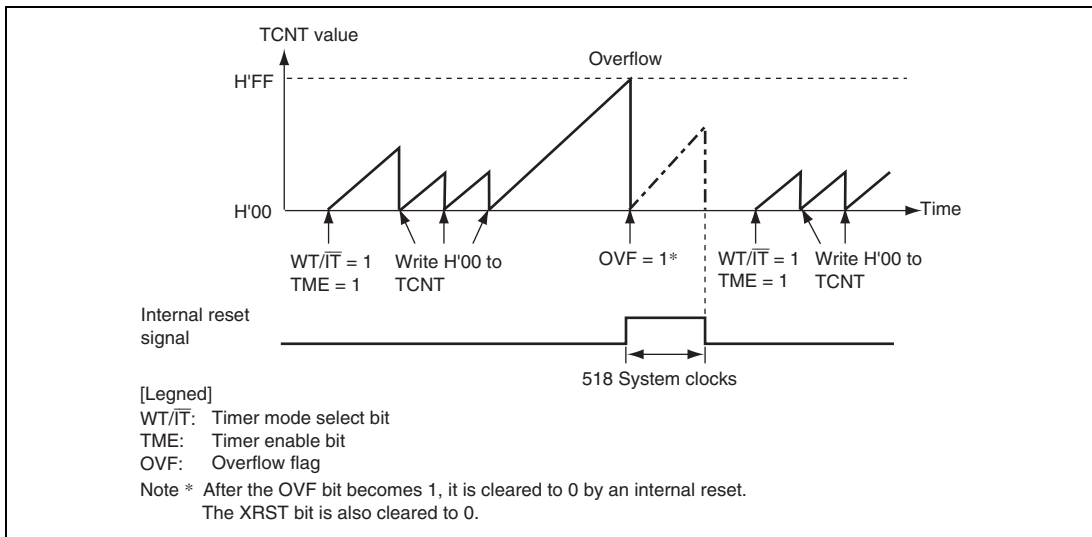 TCNT value
Overflow
H'FF
H'00
Time
WT/IT = 1
TME = 1
Write H'00 to
TCNT
OVF = 1*
WT/IT = 1
TME = 1
Write H'00 to
TCNT
Internal reset
signal
518 System clocks
[Legned]
WT/IT: Timer mode select bit
TME: Timer enable bit
OVF: Overflow flag
Note * After the OVF bit becomes 1, it is cleared to 0 by an internal reset.
The XRST bit is also cleared to 0.